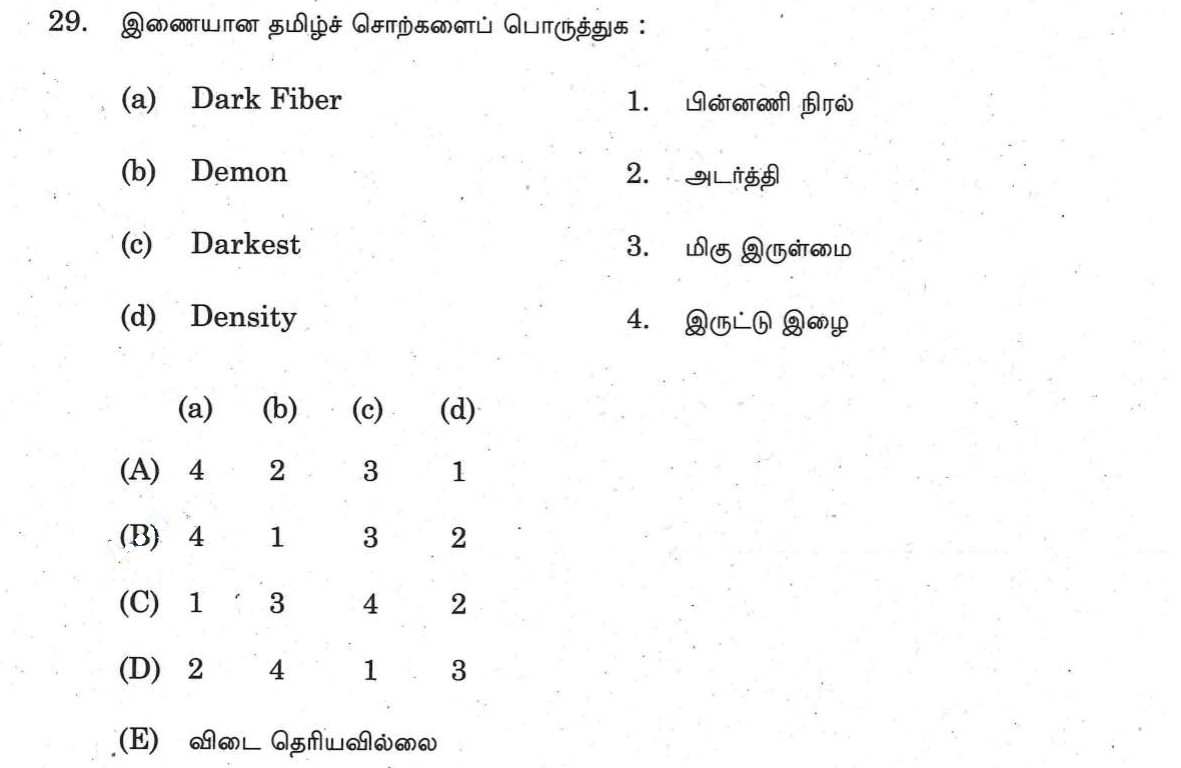 29. இணையான தமிழ்ச் சொற்களைப் பொருத்துக :
(a) Dark Fiber 1. பின்னணி நிரல்
(b) Demon 2. அடர்த்தி
(c) Darkest 3. மிகு இருள்மை
(d) Density 4. இருட்டு இழை
(a) (b) (c) (d)
(A) 4 2 3 1
(B) 4 1 3 2
(C) 1 3 4 2
(D) 2 4 1 3
(E) விடை தெரியவில்லை